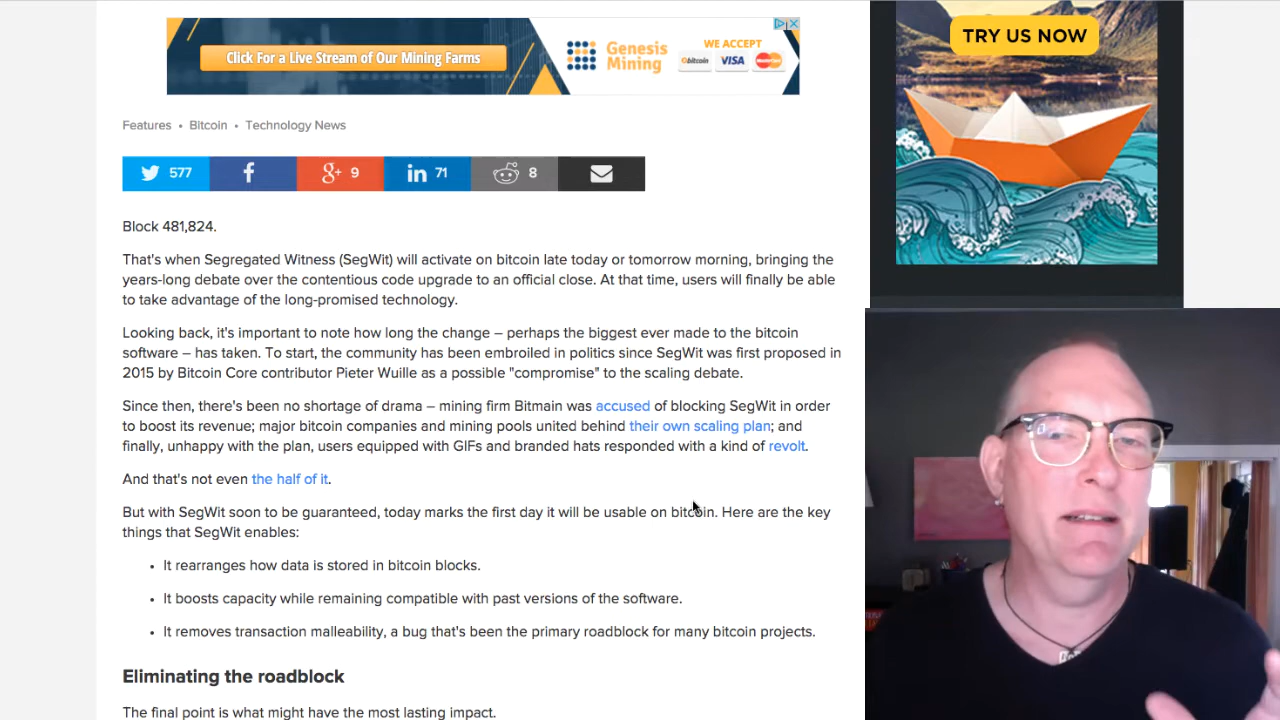 Click For a Live Stream of Our Mining Farms
Genesis
Mining
WE ACCEPT
bitcoin VISA MasterCard
TRY US NOW
Features • Bitcoin • Technology News
577
9
71
8
Block 481,824.
That's when Segregated Witness (SegWit) will activate on bitcoin late today or tomorrow morning, bringing the
years-long debate over the contentious code upgrade to an official close. At that time, users will finally be able
to take advantage of the long-promised technology.
Looking back, it's important to note how long the change – perhaps the biggest ever made to the bitcoin
software – has taken. To start, the community has been embroiled in politics since SegWit was first proposed in
2015 by Bitcoin Core contributor Pieter Wuille as a possible "compromise" to the scaling debate.
Since then, there's been no shortage of drama – mining firm Bitmain was accused of blocking SegWit in order
to boost its revenue; major bitcoin companies and mining pools united behind their own scaling plan; and
finally, unhappy with the plan, users equipped with GIFs and branded hats responded with a kind of revolt.
And that's not even the half of it.
But with SegWit soon to be guaranteed, today marks the first day it will be usable on bitcoin. Here are the key
things that SegWit enables:
• It rearranges how data is stored in bitcoin blocks.
• It boosts capacity while remaining compatible with past versions of the software.
• It removes transaction malleability, a bug that's been the primary roadblock for many bitcoin projects.
Eliminating the roadblock
The final point is what might have the most lasting impact.